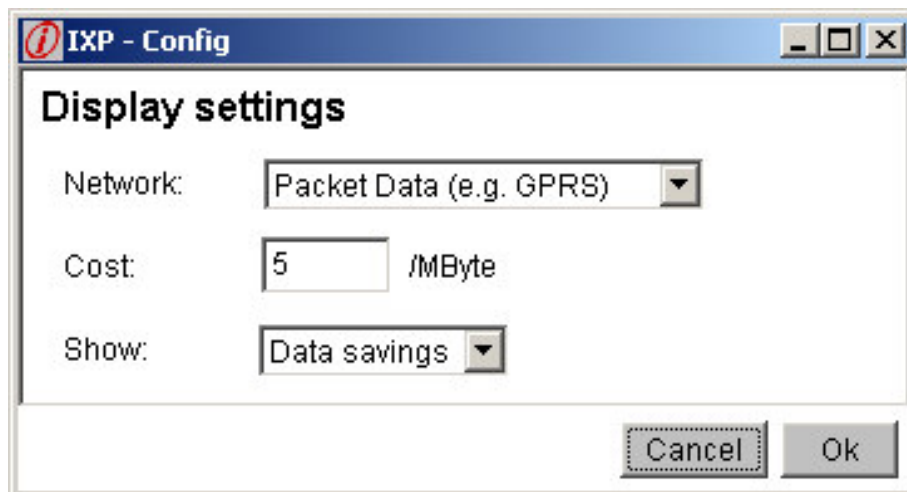 IXP - Config
Display settings
Network: Packet Data (e.g. GPRS)
Cost: 5 /MByte
Show: Data savings
Cancel Ok